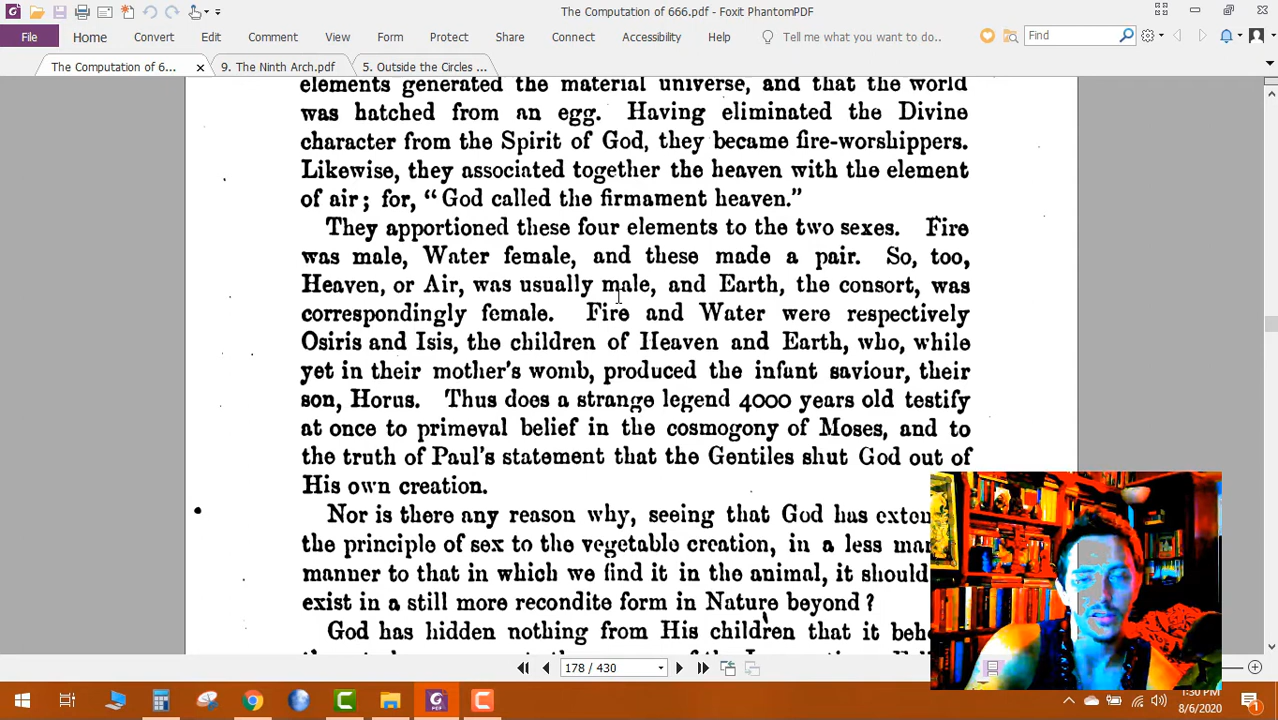 The Computation of 666.pdf - Foxit PhantomPDF
File Home Convert Edit Comment View Form Protect Share Connect Accessibility Help Tell me what you want to do.. Find
The Computation of 6... 9. The Ninth Arch.pdf 5. Outside the Circles ...
elements generated the material universe, and that the world
was hatched from an egg. Having eliminated the Divine
character from the Spirit of God, they became fire-worshippers.
Likewise, they associated together the heaven with the element
of air; for, “God called the firmament heaven.”
They apportioned these four elements to the two sexes. Fire
was male, Water female, and these made a pair. So, too,
Heaven, or Air, was usually male, and Earth, the consort, was
correspondingly female. Fire and Water were respectively
Osiris and Isis, the children of Heaven and Earth, who, while
yet in their mother's womb, produced the infant saviour, their
son, Horus. Thus does a strange legend 4000 years old testify
at once to primeval belief in the cosmogony of Moses, and to
the truth of Paul's statement that the Gentiles shut God out of
His own creation.
Nor is there any reason why, seeing that God has exten
the principle of sex to the vegetable creation, in a less ma
manner to that in which we find it in the animal, it should
exist in a still more recondite form in Nature beyond?
God has hidden nothing from His children that it beh
178 / 430
1:30 PM
8/6/2020